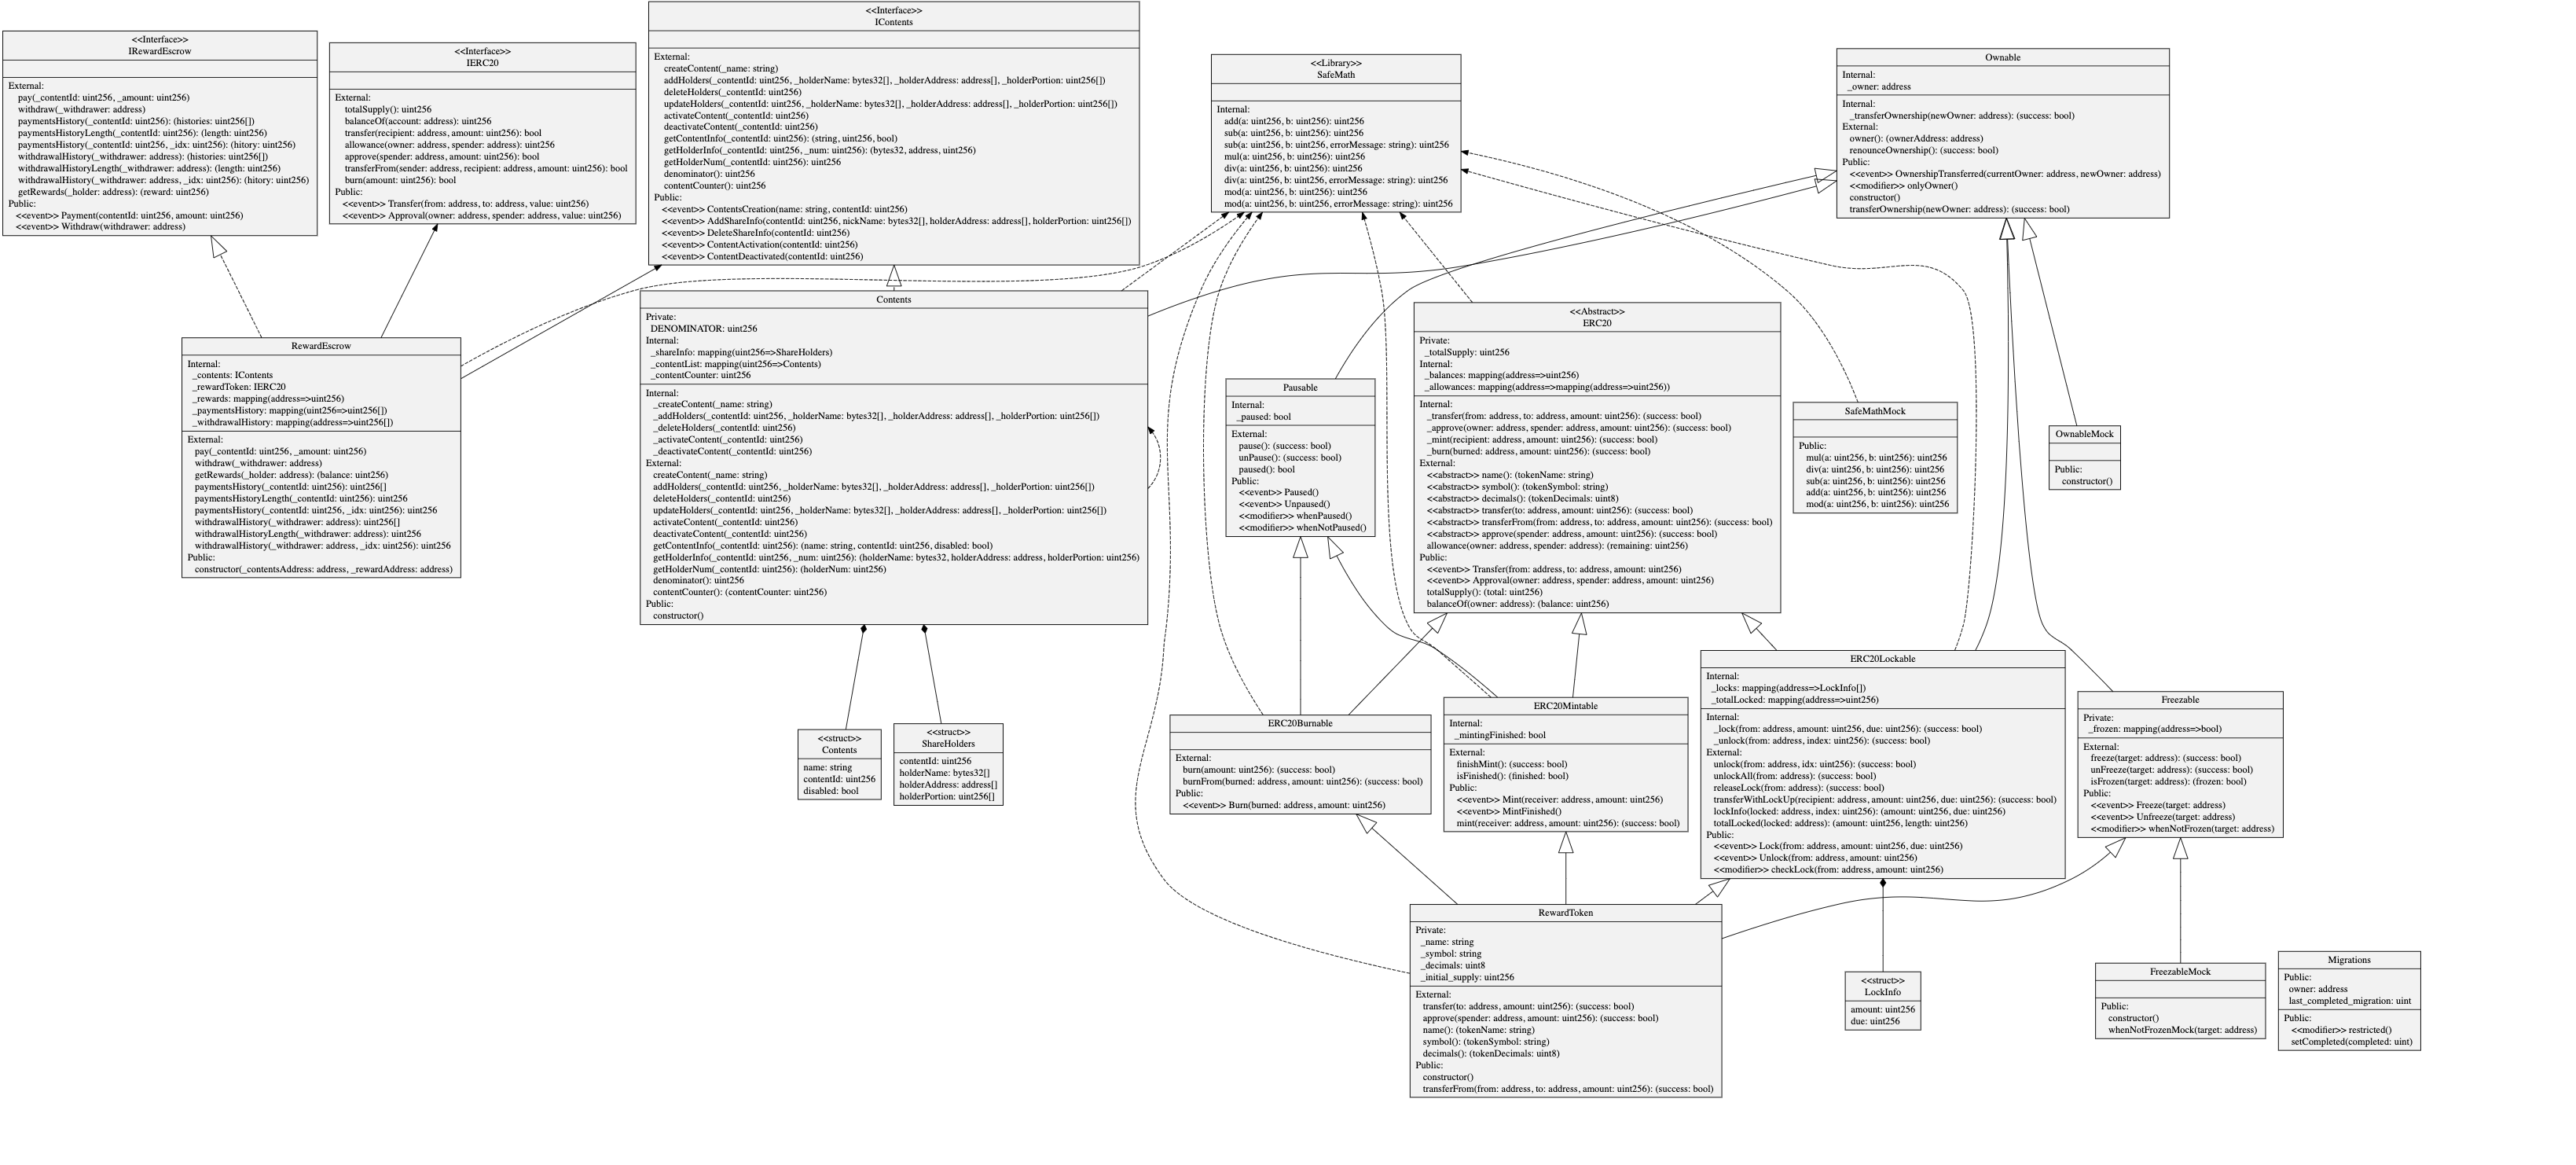 <<Interface>>
IRewardEscrow
External:
pay(_contentId: uint256, _amount: uint256)
withdraw(_withdrawer: address)
paymentsHistory(_contentId: uint256): (histories: uint256[])
paymentsHistoryLength(_contentId: uint256): (length: uint256)
paymentsHistory(_contentId: uint256, _idx: uint256): (hitory: uint256)
withdrawalHistory(_withdrawer: address): (histories: uint256[])
withdrawalHistoryLength(_withdrawer: address): (length: uint256)
withdrawalHistory(_withdrawer: address, _idx: uint256): (hitory: uint256)
getRewards(_holder: address): (reward: uint256)
Public:
<<event>> Payment(contentId: uint256, amount: uint256)
<<event>> Withdraw(withdrawer: address)
<<Interface>>
IERC20
External:
totalSupply(): uint256
balanceOf(account: address): uint256
transfer(recipient: address, amount: uint256): bool
allowance(owner: address, spender: address): uint256
approve(spender: address, amount: uint256): bool
transferFrom(sender: address, recipient: address, amount: uint256): bool
burn(amount: uint256): bool
Public:
<<event>> Transfer(from: address, to: address, value: uint256)
<<event>> Approval(owner: address, spender: address, value: uint256)
<<Interface>>
IContents
External:
createContent(_name: string)
addHolders(_contentId: uint256, _holderName: bytes32[], _holderAddress: address[], _holderPortion: uint256[])
deleteHolders(_contentId: uint256)
updateHolders(_contentId: uint256, _holderName: bytes32[], _holderAddress: address[], _holderPortion: uint256[])
activateContent(_contentId: uint256)
deactivateContent(_contentId: uint256)
getContentInfo(_contentId: uint256): (string, uint256, bool)
getHolderInfo(_contentId: uint256, _num: uint256): (bytes32, address, uint256)
getHolderNum(_contentId: uint256): uint256
denominator(): uint256
contentCounter(): uint256
Public:
<<event>> ContentsCreation(name: string, contentId: uint256)
<<event>> AddShareInfo(contentId: uint256, nickName: bytes32[], holderAddress: address[], holderPortion: uint256[])
<<event>> DeleteShareInfo(contentId: uint256)
<<event>> ContentActivation(contentId: uint256)
<<event>> ContentDeactivated(contentId: uint256)
<<Library>>
SafeMath
Internal:
add(a: uint256, b: uint256): uint256
sub(a: uint256, b: uint256): uint256
sub(a: uint256, b: uint256, errorMessage: string): uint256
mul(a: uint256, b: uint256): uint256
div(a: uint256, b: uint256): uint256
div(a: uint256, b: uint256, errorMessage: string): uint256
mod(a: uint256, b: uint256): uint256
mod(a: uint256, b: uint256, errorMessage: string): uint256
Ownable
Internal:
_owner: address
Internal:
_transferOwnership(newOwner: address): (success: bool)
External:
owner(): (ownerAddress: address)
renounceOwnership(): (success: bool)
Public:
<<event>> OwnershipTransferred(currentOwner: address, newOwner: address)
<<modifier>> onlyOwner()
constructor()
transferOwnership(newOwner: address): (success: bool)
RewardEscrow
Internal:
_contents: IContents
_rewardToken: IERC20
_rewards: mapping(address=>uint256)
_paymentsHistory: mapping(uint256=>uint256[])
_withdrawalHistory: mapping(address=>uint256[])
External:
pay(_contentId: uint256, _amount: uint256)
withdraw(_withdrawer: address)
getRewards(_holder: address): (balance: uint256)
paymentsHistory(_contentId: uint256): uint256[]
paymentsHistoryLength(_contentId: uint256): uint256
paymentsHistory(_contentId: uint256, _idx: uint256): uint256
withdrawalHistory(_withdrawer: address): uint256[]
withdrawalHistoryLength(_withdrawer: address): uint256
withdrawalHistory(_withdrawer: address, _idx: uint256): uint256
Public:
constructor(_contentsAddress: address, _rewardAddress: address)
Contents
Private:
DENOMINATOR: uint256
Internal:
_shareInfo: mapping(uint256=>ShareHolders)
_contentList: mapping(uint256=>Contents)
_contentCounter: uint256
Internal:
_createContent(_name: string)
_addHolders(_contentId: uint256, _holderName: bytes32[], _holderAddress: address[], _holderPortion: uint256[])
_deleteHolders(_contentId: uint256)
_activateContent(_contentId: uint256)
_deactivateContent(_contentId: uint256)
External:
createContent(_name: string)
addHolders(_contentId: uint256, _holderName: bytes32[], _holderAddress: address[], _holderPortion: uint256[])
deleteHolders(_contentId: uint256)
updateHolders(_contentId: uint256, _holderName: bytes32[], _holderAddress: address[], _holderPortion: uint256[])
activateContent(_contentId: uint256)
deactivateContent(_contentId: uint256)
getContentInfo(_contentId: uint256): (name: string, contentId: uint256, disabled: bool)
getHolderInfo(_contentId: uint256, _num: uint256): (holderName: bytes32, holderAddress: address, holderPortion: uint256)
getHolderNum(_contentId: uint256): (holderNum: uint256)
denominator(): uint256
contentCounter(): (contentCounter: uint256)
Public:
constructor()
Pausable
Internal:
_paused: bool
External:
pause(): (success: bool)
unPause(): (success: bool)
paused(): bool
Public:
<<event>> Paused()
<<event>> Unpaused()
<<modifier>> whenPaused()
<<modifier>> whenNotPaused()
<<Abstract>>
ERC20
Private:
_totalSupply: uint256
Internal:
_balances: mapping(address=>uint256)
_allowances: mapping(address=>mapping(address=>uint256))
Internal:
_transfer(from: address, to: address, amount: uint256): (success: bool)
_approve(owner: address, spender: address, amount: uint256): (success: bool)
_mint(recipient: address, amount: uint256): (success: bool)
_burn(burned: address, amount: uint256): (success: bool)
External:
<<abstract>> name(): (tokenName: string)
<<abstract>> symbol(): (tokenSymbol: string)
<<abstract>> decimals(): (tokenDecimals: uint8)
<<abstract>> transfer(to: address, amount: uint256): (success: bool)
<<abstract>> transferFrom(from: address, to: address, amount: uint256): (success: bool)
<<abstract>> approve(spender: address, amount: uint256): (success: bool)
allowance(owner: address, spender: address): (remaining: uint256)
Public:
<<event>> Transfer(from: address, to: address, amount: uint256)
<<event>> Approval(owner: address, spender: address, amount: uint256)
totalSupply(): (total: uint256)
balanceOf(owner: address): (balance: uint256)
SafeMathMock
Public:
mul(a: uint256, b: uint256): uint256
div(a: uint256, b: uint256): uint256
sub(a: uint256, b: uint256): uint256
add(a: uint256, b: uint256): uint256
mod(a: uint256, b: uint256): uint256
OwnableMock
Public:
constructor()
<<struct>>
Contents
name: string
contentId: uint256
disabled: bool
<<struct>>
ShareHolders
contentId: uint256
holderName: bytes32[]
holderAddress: address[]
holderPortion: uint256[]
ERC20Burnable
External:
burn(amount: uint256): (success: bool)
burnFrom(burned: address, amount: uint256): (success: bool)
Public:
<<event>> Burn(burned: address, amount: uint256)
ERC20Mintable
Internal:
_mintingFinished: bool
External:
finishMint(): (success: bool)
isFinished(): (finished: bool)
Public:
<<event>> Mint(receiver: address, amount: uint256)
<<event>> MintFinished()
mint(receiver: address, amount: uint256): (success: bool)
ERC20Lockable
Internal:
_locks: mapping(address=>LockInfo[])
_totalLocked: mapping(address=>uint256)
Internal:
_lock(from: address, amount: uint256, due: uint256): (success: bool)
_unlock(from: address, index: uint256): (success: bool)
External:
unlock(from: address, idx: uint256): (success: bool)
unlockAll(from: address): (success: bool)
releaseLock(from: address): (success: bool)
transferWithLockUp(recipient: address, amount: uint256, due: uint256): (success: bool)
lockInfo(locked: address, index: uint256): (amount: uint256, due: uint256)
totalLocked(locked: address): (amount: uint256, length: uint256)
Public:
<<event>> Lock(from: address, amount: uint256, due: uint256)
<<event>> Unlock(from: address, amount: uint256)
<<modifier>> checkLock(from: address, amount: uint256)
Freezable
Private:
_frozen: mapping(address=>bool)
External:
freeze(target: address): (success: bool)
unFreeze(target: address): (success: bool)
isFrozen(target: address): (frozen: bool)
Public:
<<event>> Freeze(target: address)
<<event>> Unfreeze(target: address)
<<modifier>> whenNotFrozen(target: address)
RewardToken
Private:
_name: string
_symbol: string
_decimals: uint8
_initial_supply: uint256
External:
transfer(to: address, amount: uint256): (success: bool)
approve(spender: address, amount: uint256): (success: bool)
name(): (tokenName: string)
symbol(): (tokenSymbol: string)
decimals(): (tokenDecimals: uint8)
Public:
constructor()
transferFrom(from: address, to: address, amount: uint256): (success: bool)
<<struct>>
LockInfo
amount: uint256
due: uint256
FreezableMock
Public:
constructor()
whenNotFrozenMock(target: address)
Migrations
Public:
owner: address
last_completed_migration: uint
Public:
<<modifier>> restricted()
setCompleted(completed: uint)